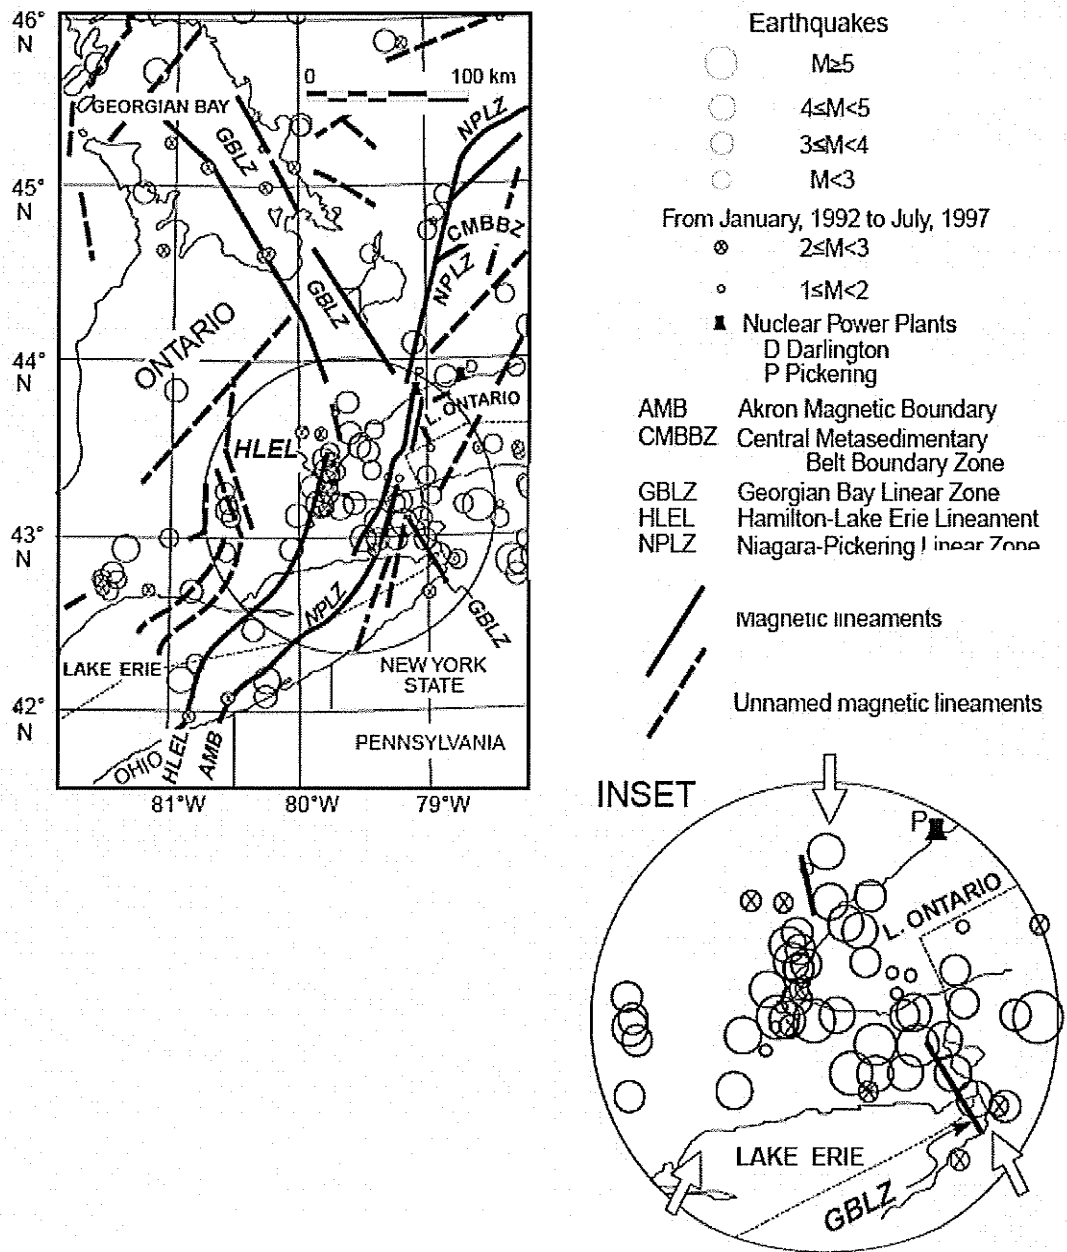 46°
N
45°
N
44°
N
43°
N
42°
N
0 100 km
GEORGIAN BAY
GBLZ
NPLZ
CMBBZ
NPLZ
GBLZ
ONTARIO
L. ONTARIO
HLEL
NPLZ
GBLZ
LAKE ERIE
NEW YORK
STATE
PENNSYLVANIA
OHIO
HLEL
AMB
81°W 80°W 79°W
Earthquakes
M≥5
4≤M<5
3≤M<4
M<3
From January, 1992 to July, 1997
2≤M<3
1≤M<2
Nuclear Power Plants
D Darlington
P Pickering
AMB Akron Magnetic Boundary
CMBBZ Central Metasedimentary
Belt Boundary Zone
GBLZ Georgian Bay Linear Zone
HLEL Hamilton-Lake Erie Lineament
NPLZ Niagara-Pickering Linear Zone
Magnetic lineaments
Unnamed magnetic lineaments
INSET
P
L. ONTARIO
LAKE ERIE
GBLZ